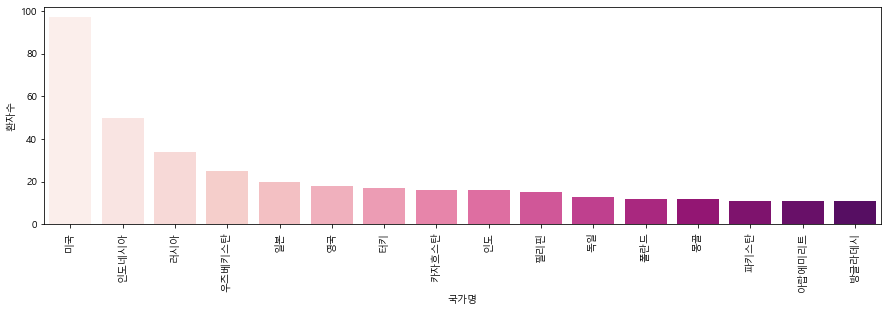 환자수
100
80
60
40
20
0
미국
인도네시아
러시아
우즈베키스탄
일본
영국
터키
카자흐스탄
인도
필리핀
독일
폴란드
몽골
파키스탄
아랍에미리트
방글라데시
국가명